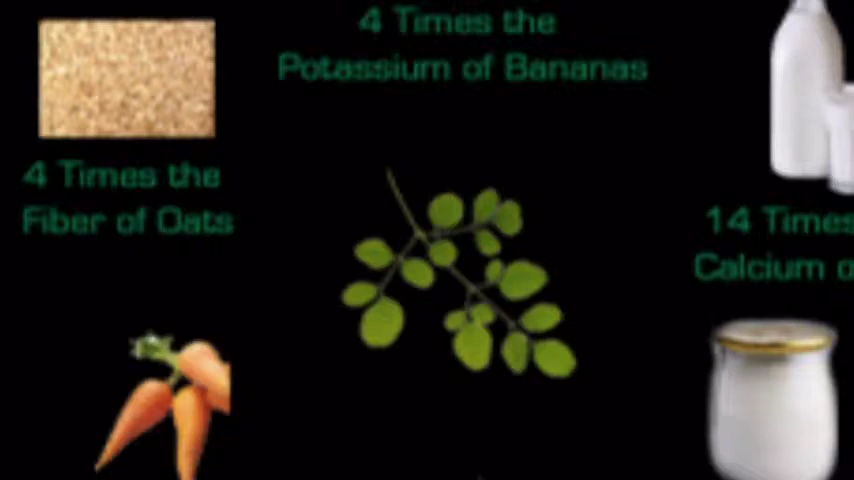 4 Times the
Potassium of Bananas
4 Times the
Fiber of Oats
14 Times
Calcium